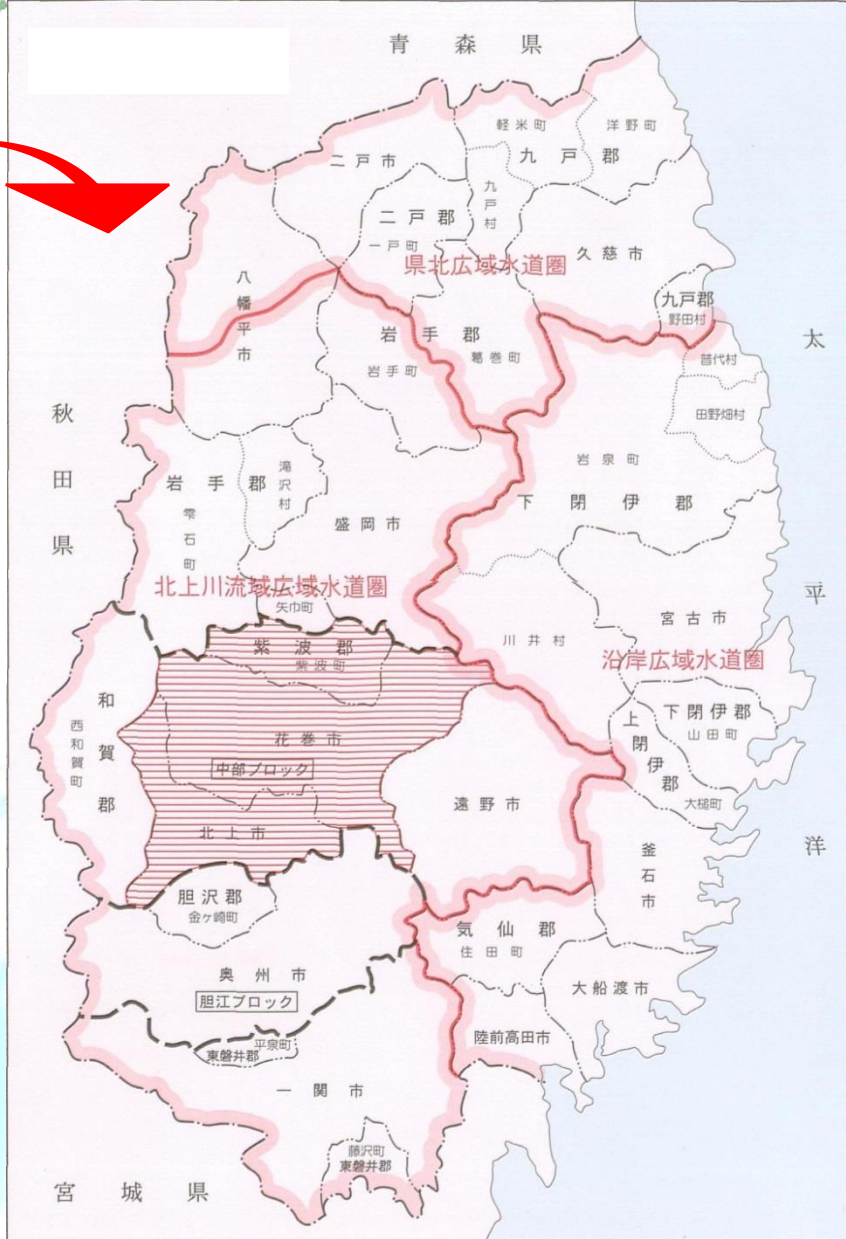 青森県
軽米町
洋野町
二戸市
九戸郡
九戸村
二戸郡
一戸町
久慈市
県北広域水道圏
八幡平市
九戸郡
野田村
岩手郡
太平洋
葛巻町
岩手町
普代村
秋田県
田野畑村
岩泉町
滝沢村
岩手郡
下閉伊郡
雫石町
盛岡市
北上川流域広域水道圏
矢巾町
宮古市
川井村
紫波郡
紫波町
沿岸広域水道圏
和賀郡
西和賀町
上閉伊郡
下閉伊郡
山田町
花巻市
中部ブロック
大槌町
遠野市
北上市
釜石市
胆沢郡
金ヶ崎町
気仙郡
住田町
奥州市
大船渡市
胆江ブロック
陸前高田市
平泉町
東磐井郡
一関市
藤沢町
東磐井郡
宮城県